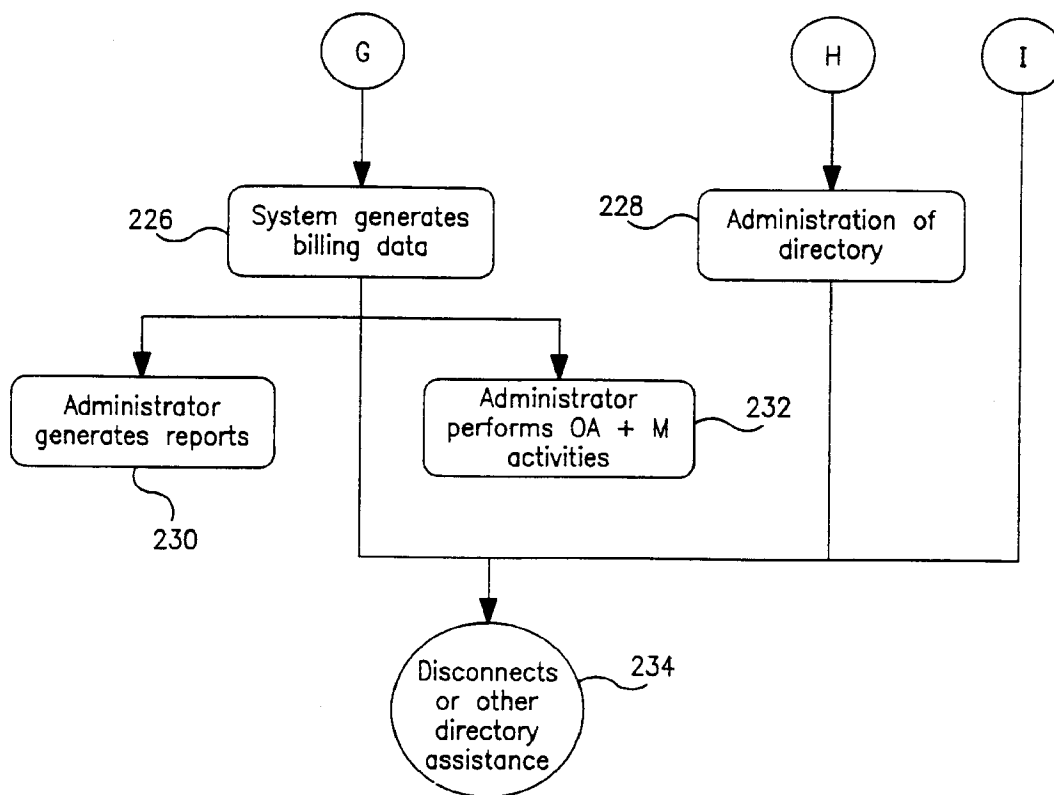 G
H
I
226
System generates
billing data
228
Administration of
directory
Administrator
generates reports
230
Administrator
performs OA + M
activities
232
Disconnects
or other
directory
assistance
234